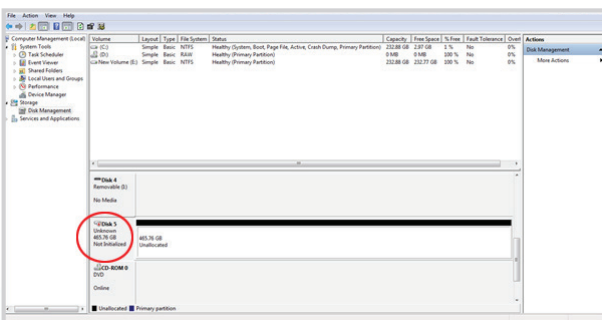 File Action View Help
Computer Management (Local)
System Tools
Task Scheduler
Event Viewer
Shared Folders
Local Users and Groups
Performance
Device Manager
Storage
Disk Management
Services and Applications
Volume Layout Type File System Status Capacity Free Space % Free Fault Tolerance Overl
(C:) Simple Basic NTFS Healthy (System, Boot, Page File, Active, Crash Dump, Primary Partition) 232.88 GB 2.97 GB 1 % No 0%
(D:) Simple Basic RAW Healthy (Primary Partition) 0 MB 0 MB 100 % No 0%
New Volume (E:) Simple Basic NTFS Healthy (Primary Partition) 232.88 GB 232.77 GB 100 % No 0%
Actions
Disk Management
More Actions
Disk 4
Removable (I:)
No Media
Disk 5
Unknown
465.76 GB
Not Initialized
465.76 GB
Unallocated
CD-ROM 0
DVD
Online
Unallocated Primary partition